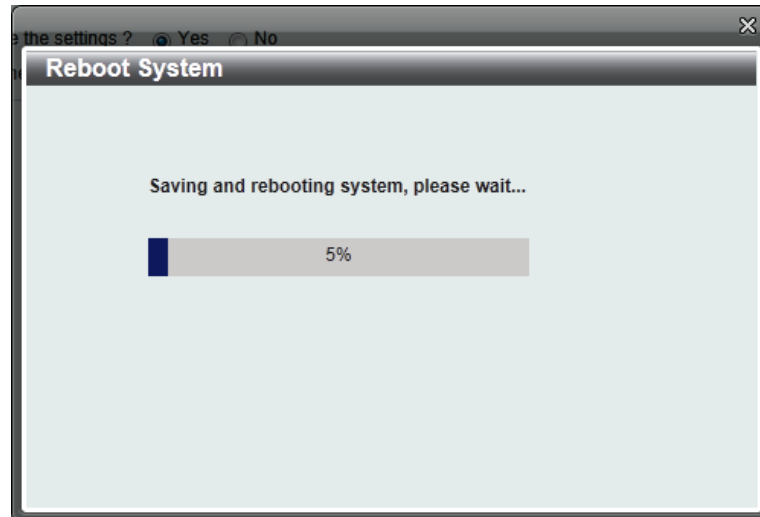 e the settings ? Yes No
Reboot System
Saving and rebooting system, please wait...
5%